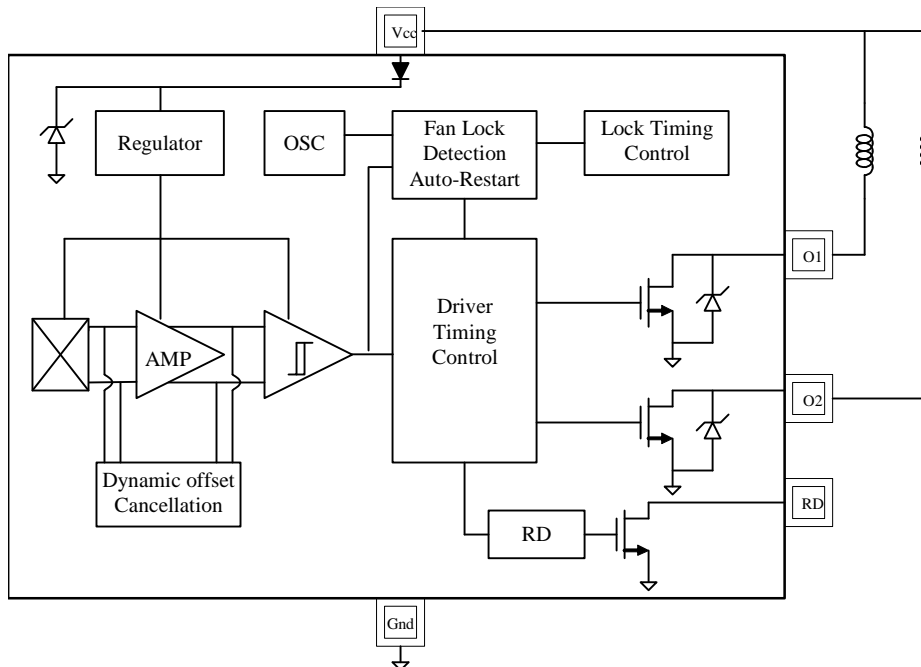 Vcc
Regulator
OSC
Fan Lock
Detection
Auto-Restart
Lock Timing
Control
O1
AMP
Driver
Timing
Control
O2
Dynamic offset
Cancellation
RD
RD
Gnd